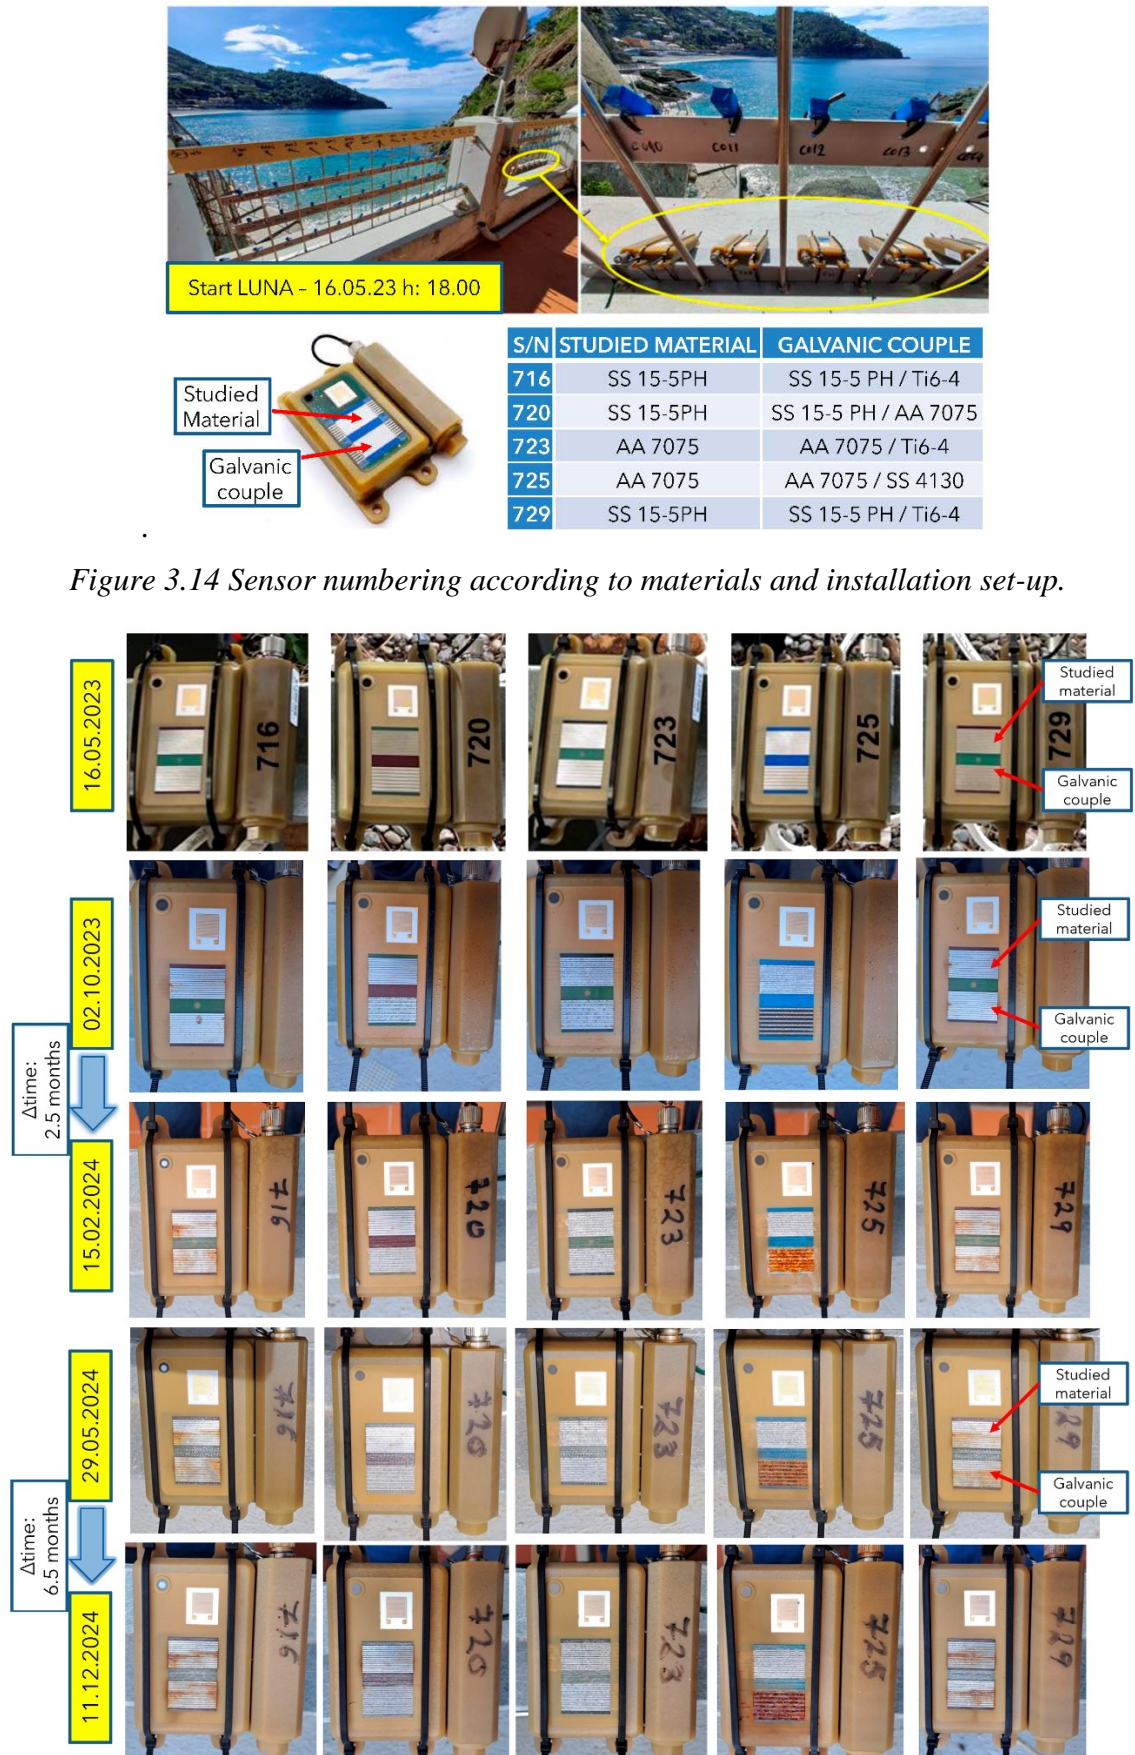 C010 C011 C012 C013 C014
Start LUNA – 16.05.23 h: 18.00
Studied
Material
Galvanic
couple
S/N STUDIED MATERIAL GALVANIC COUPLE
716 SS 15-5PH SS 15-5 PH / Ti6-4
720 SS 15-5PH SS 15-5 PH / AA 7075
723 AA 7075 AA 7075 / Ti6-4
725 AA 7075 AA 7075 / SS 4130
729 SS 15-5PH SS 15-5 PH / Ti6-4
.
Figure 3.14 Sensor numbering according to materials and installation set-up.
16.05.2023
716
720
723
725
729
Studied
material
Galvanic
couple
02.10.2023
Studied
material
Galvanic
couple
Δtime:
2.5 months
15.02.2024
716
720
723
725
729
29.05.2024
716
720
723
725
29
Studied
material
Galvanic
couple
Δtime:
6.5 months
11.12.2024
716
720
723
725
729